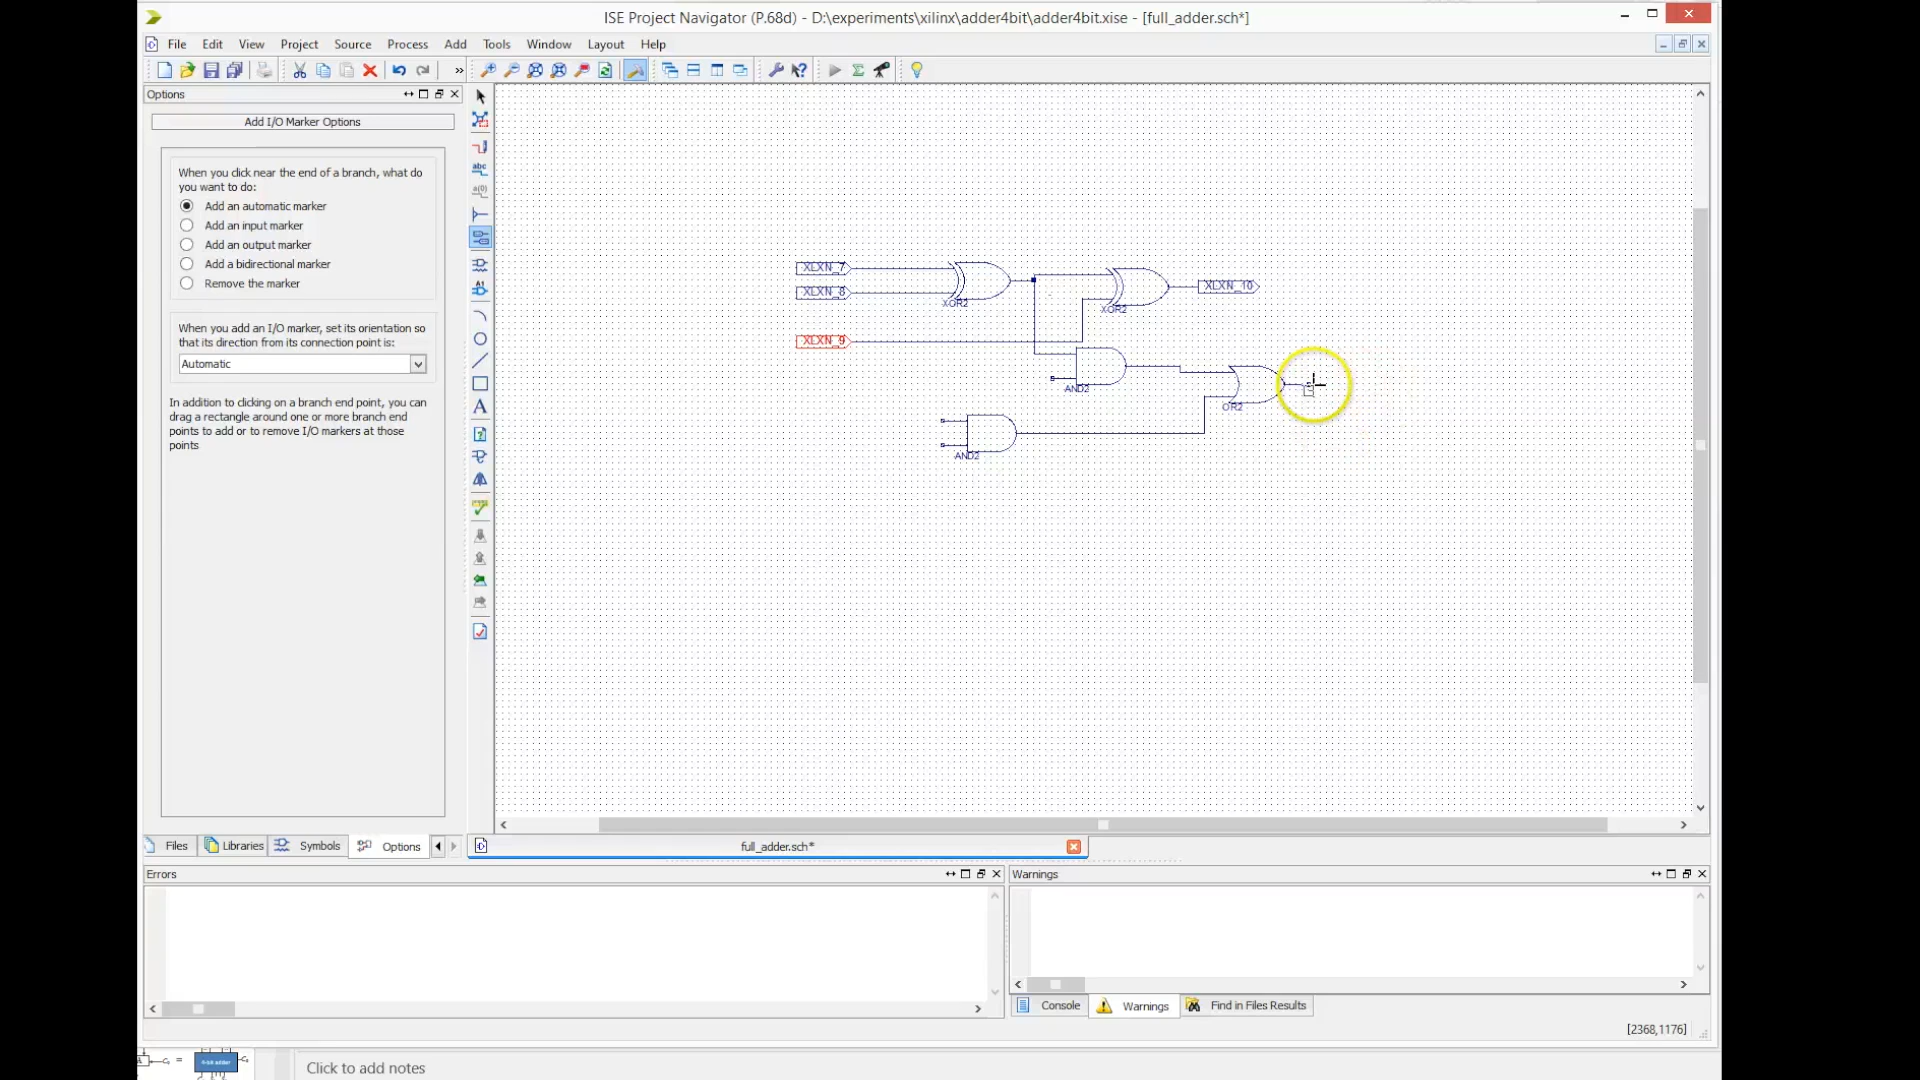 ISE Project Navigator (P.68d) - D:\experiments\xilinx\adder4bit\adder4bit.xise - [full_adder.sch*]
File Edit View Project Source Process Add Tools Window Layout Help
Options
Add I/O Marker Options
When you click near the end of a branch, what do
you want to do:
Add an automatic marker
Add an input marker
Add an output marker
Add a bidirectional marker
Remove the marker
When you add an I/O marker, set its orientation so
that its direction from its connection point is:
Automatic
In addition to clicking on a branch end point, you can
drag a rectangle around one or more branch end
points to add or to remove I/O markers at those
points
XLXN_7
XLXN_8
XOR2
XOR2
XLXN_10
XLXN_9
AND2
OR2
AND2
Files Libraries Symbols Options
full_adder.sch*
Errors
Warnings
Console Warnings Find in Files Results
[2368,1176]
Click to add notes